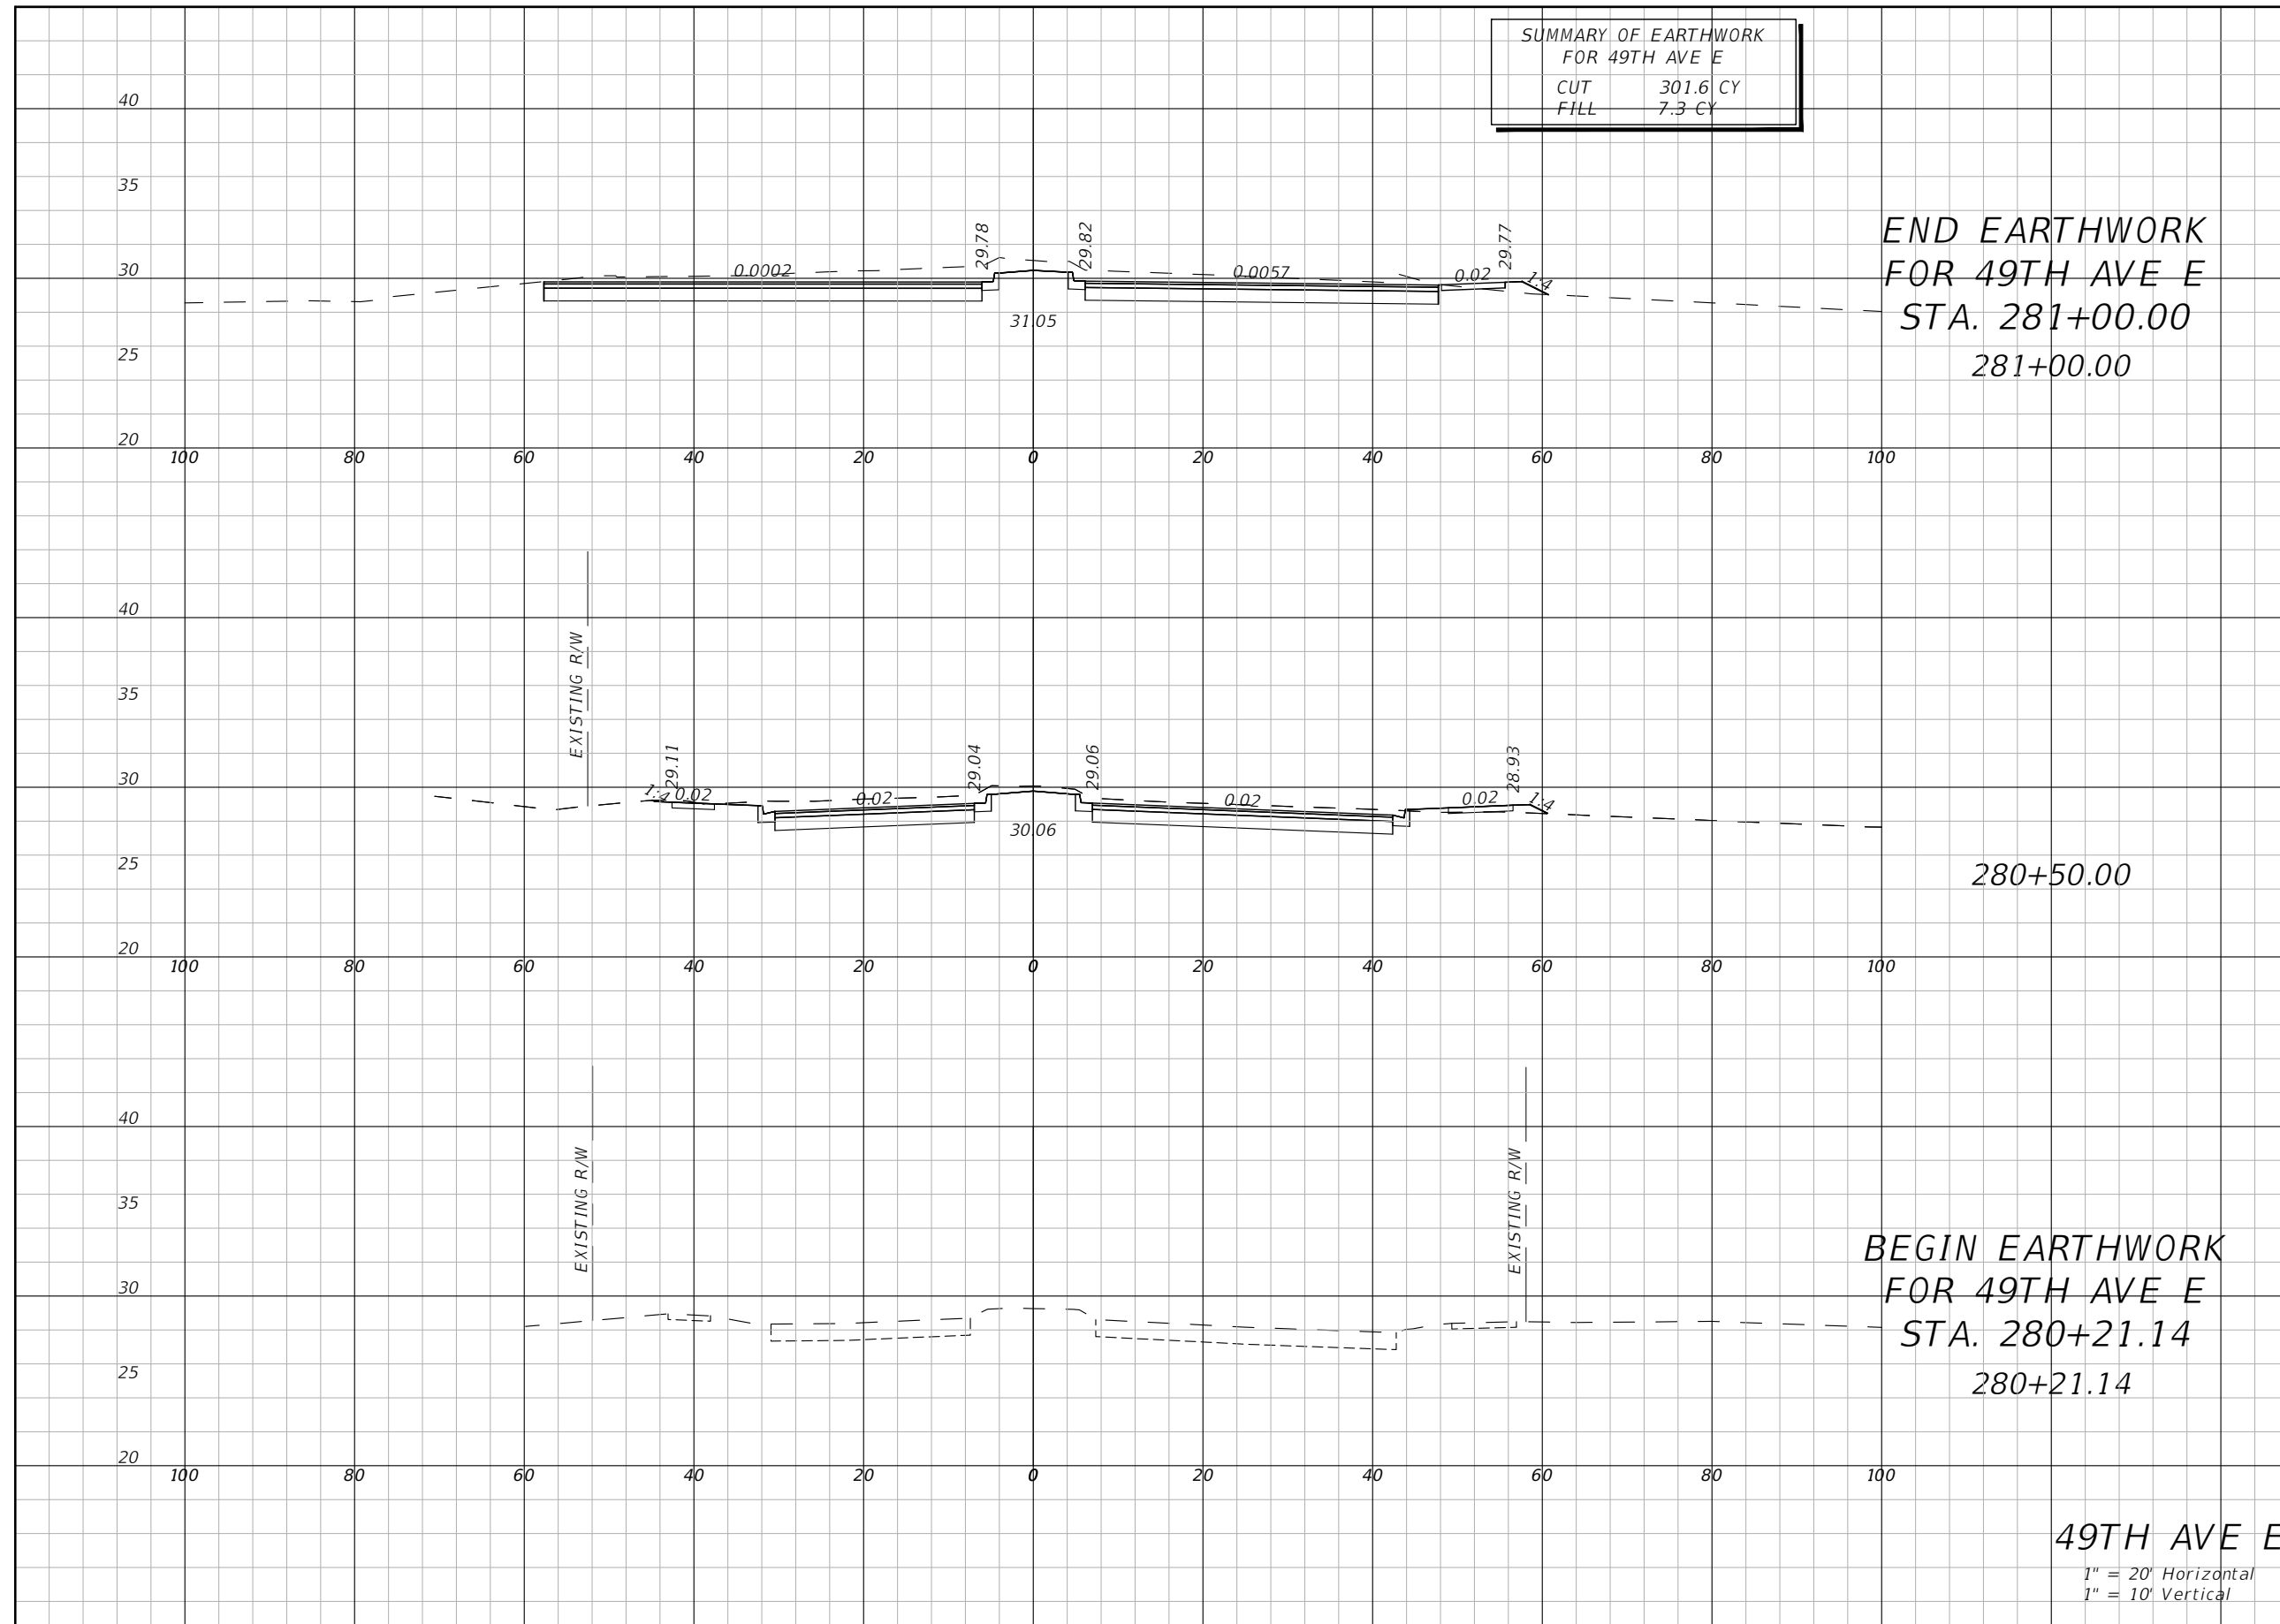 SUMMARY OF EARTHWORK
FOR 49TH AVE E
CUT 301.6 CY
FILL 7.3 CY
40
35
30
25
20
29.78
29.82
29.77
0.0002
0.0057
0.02
1:4
31.05
END EARTHWORK
FOR 49TH AVE E
STA. 281+00.00
281+00.00
100 80 60 40 20 0 20 40 60 80 100
EXISTING R/W
40
35
30
25
20
29.11
29.04
29.06
28.93
1:4
0.02
0.02
0.02
0.02
1:4
30.06
280+50.00
100 80 60 40 20 0 20 40 60 80 100
EXISTING R/W
EXISTING R/W
40
35
30
25
20
BEGIN EARTHWORK
FOR 49TH AVE E
STA. 280+21.14
280+21.14
100 80 60 40 20 0 20 40 60 80 100
49TH AVE E
1" = 20' Horizontal
1" = 10' Vertical